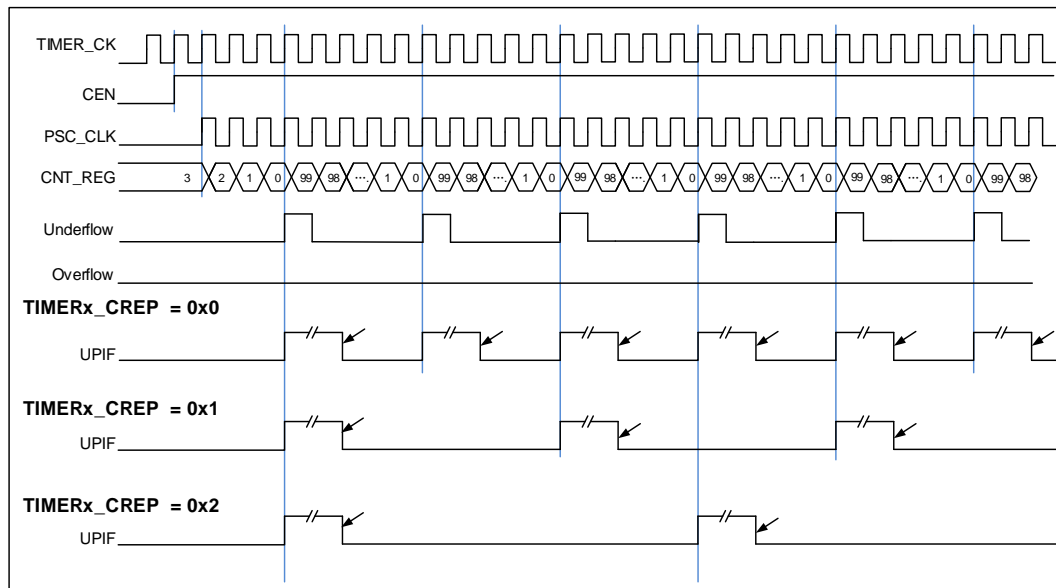 TIMER_CK
CEN
PSC_CLK
CNT_REG 3 2 1 0 99 98 .... 1 0 99 98 .... 1 0 99 98 .... 1 0 99 98 .... 1 0 99 98 .... 1 0 99 98
Underflow
Overflow
TIMERx_CREP = 0x0
UPIF
TIMERx_CREP = 0x1
UPIF
TIMERx_CREP = 0x2
UPIF